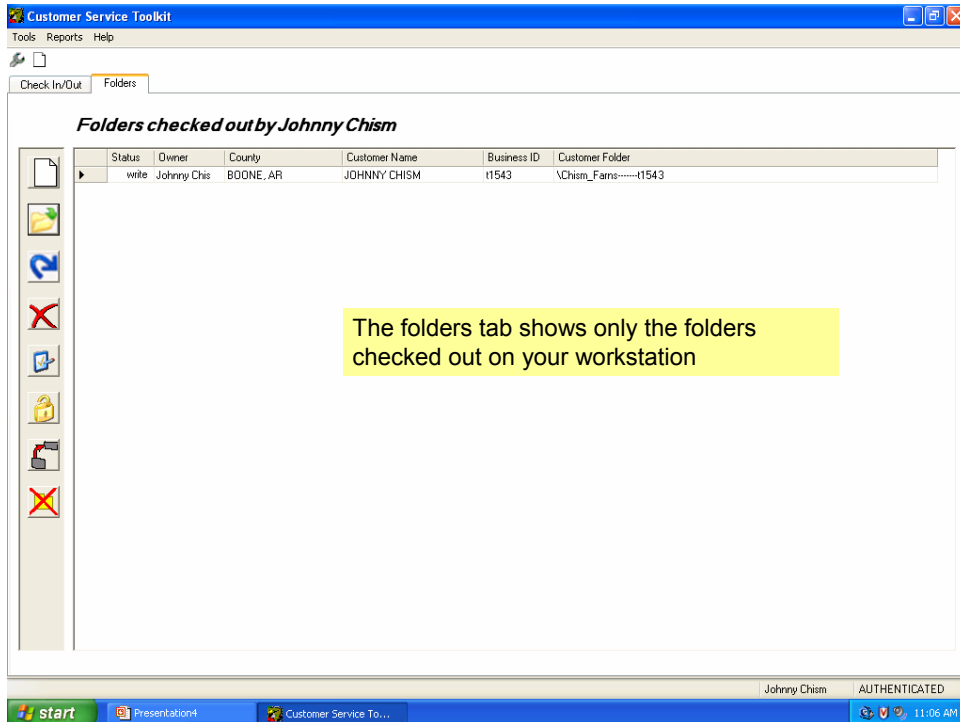 Customer Service Toolkit
Tools Reports Help
Check In/Out Folders
Folders checked out by Johnny Chism
Status Owner County Customer Name Business ID Customer Folder
write Johnny Chis BOONE, AR JOHNNY CHISM t1543 \Chism_Farns-------t1543
The folders tab shows only the folders
checked out on your workstation
Johnny Chism AUTHENTICATED
start Presentation4 Customer Service To... 11:06 AM